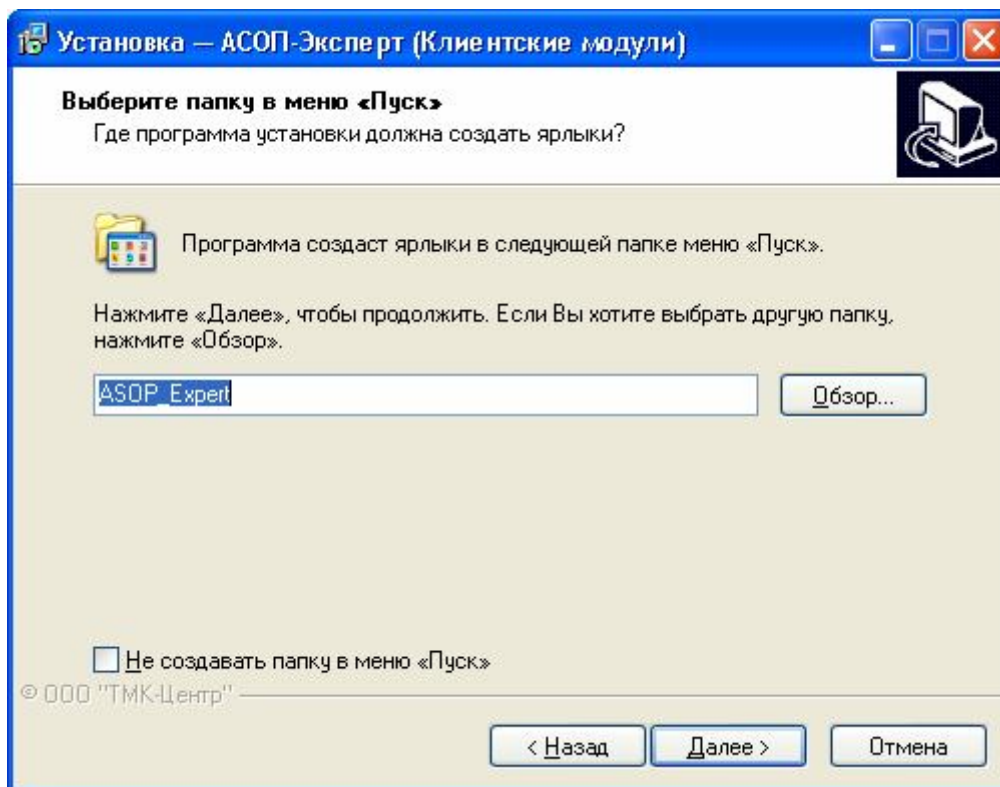 Установка — АСОП-Эксперт (Клиентские модули)
Выберите папку в меню «Пуск»
Где программа установки должна создать ярлыки?
Программа создаст ярлыки в следующей папке меню «Пуск».
Нажмите «Далее», чтобы продолжить. Если Вы хотите выбрать другую папку,
нажмите «Обзор».
ASOP_Expert
Обзор...
Не создавать папку в меню «Пуск»
© ООО "ТМК-Центр"
< Назад
Далее >
Отмена